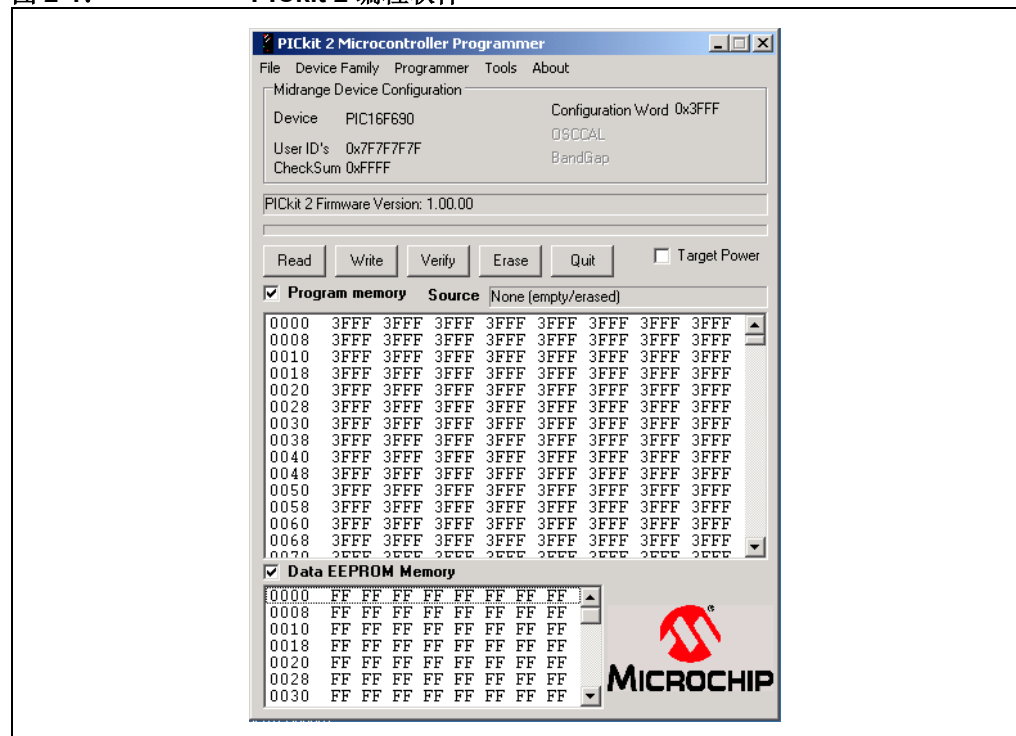 PICkit 2 Microcontroller Programmer
File Device Family Programmer Tools About
Midrange Device Configuration
Device PIC16F690
Configuration Word 0x3FFF
OSCCAL
User ID's 0x7F7F7F7F
BandGap
CheckSum 0xFFFF
PICkit 2 Firmware Version: 1.00.00
Read Write Verify Erase Quit Target Power
Program memory Source None (empty/erased)
0000 3FFF 3FFF 3FFF 3FFF 3FFF 3FFF 3FFF 3FFF
0008 3FFF 3FFF 3FFF 3FFF 3FFF 3FFF 3FFF 3FFF
0010 3FFF 3FFF 3FFF 3FFF 3FFF 3FFF 3FFF 3FFF
0018 3FFF 3FFF 3FFF 3FFF 3FFF 3FFF 3FFF 3FFF
0020 3FFF 3FFF 3FFF 3FFF 3FFF 3FFF 3FFF 3FFF
0028 3FFF 3FFF 3FFF 3FFF 3FFF 3FFF 3FFF 3FFF
0030 3FFF 3FFF 3FFF 3FFF 3FFF 3FFF 3FFF 3FFF
0038 3FFF 3FFF 3FFF 3FFF 3FFF 3FFF 3FFF 3FFF
0040 3FFF 3FFF 3FFF 3FFF 3FFF 3FFF 3FFF 3FFF
0048 3FFF 3FFF 3FFF 3FFF 3FFF 3FFF 3FFF 3FFF
0050 3FFF 3FFF 3FFF 3FFF 3FFF 3FFF 3FFF 3FFF
0058 3FFF 3FFF 3FFF 3FFF 3FFF 3FFF 3FFF 3FFF
0060 3FFF 3FFF 3FFF 3FFF 3FFF 3FFF 3FFF 3FFF
0068 3FFF 3FFF 3FFF 3FFF 3FFF 3FFF 3FFF 3FFF
Data EEPROM Memory
0000 FF FF FF FF FF FF FF FF
0008 FF FF FF FF FF FF FF FF
0010 FF FF FF FF FF FF FF FF
0018 FF FF FF FF FF FF FF FF
0020 FF FF FF FF FF FF FF FF
0028 FF FF FF FF FF FF FF FF
0030 FF FF FF FF FF FF FF FF
MICROCHIP